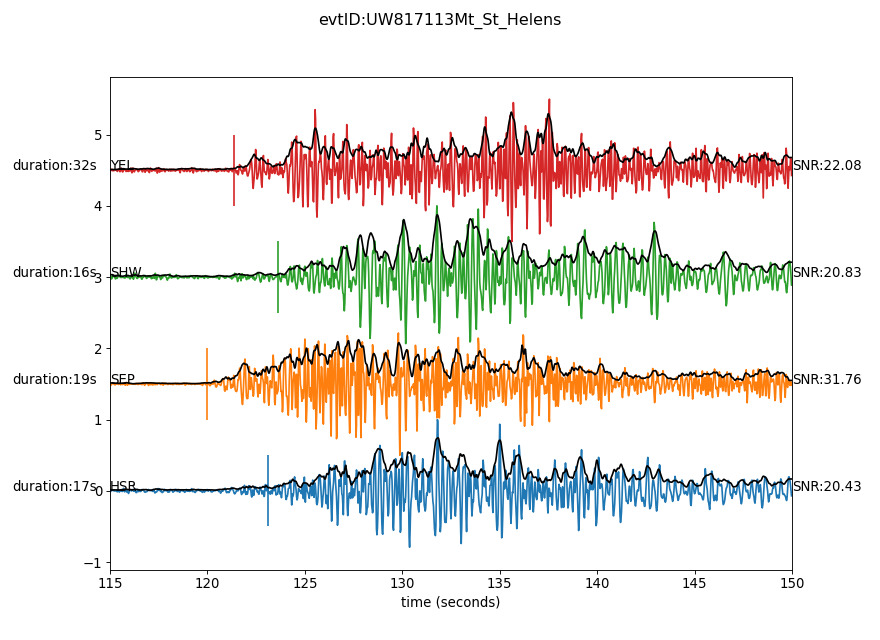 evtID:UW817113Mt_St_Helens
5
duration:32s YEL SNR:22.08
4
duration:16s SHW SNR:20.83
3
2
duration:19s SEP SNR:31.76
1
duration:17s HSR SNR:20.43
0
−1
115 120 125 130 135 140 145 150
time (seconds)